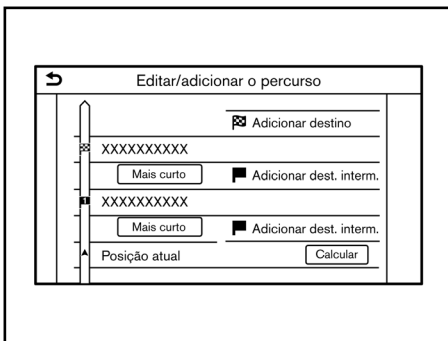 Editar/adicionar o percurso
Adicionar destino
XXXXXXXXXX
Mais curto Adicionar dest. interm.
1 XXXXXXXXXX
Mais curto Adicionar dest. interm.
Posição atual Calcular